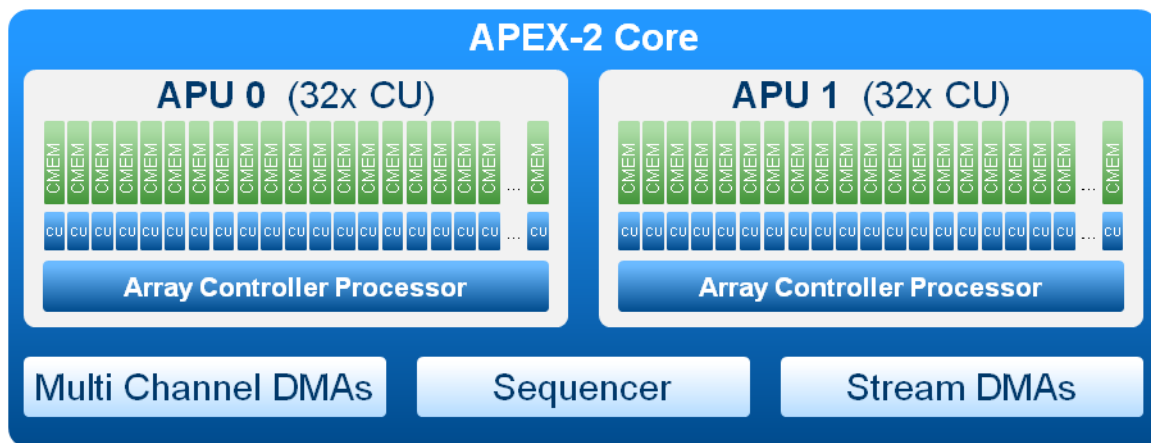 APEX-2 Core
APU 0 (32x CU)
CMEM CMEM CMEM CMEM CMEM CMEM CMEM CMEM CMEM CMEM CMEM CMEM CMEM CMEM CMEM CMEM CMEM CMEM CMEM ... CMEM
CU CU CU CU CU CU CU CU CU CU CU CU CU CU CU CU CU CU CU ... CU
Array Controller Processor
APU 1 (32x CU)
CMEM CMEM CMEM CMEM CMEM CMEM CMEM CMEM CMEM CMEM CMEM CMEM CMEM CMEM CMEM CMEM CMEM CMEM CMEM ... CMEM
CU CU CU CU CU CU CU CU CU CU CU CU CU CU CU CU CU CU CU ... CU
Array Controller Processor
Multi Channel DMAs
Sequencer
Stream DMAs